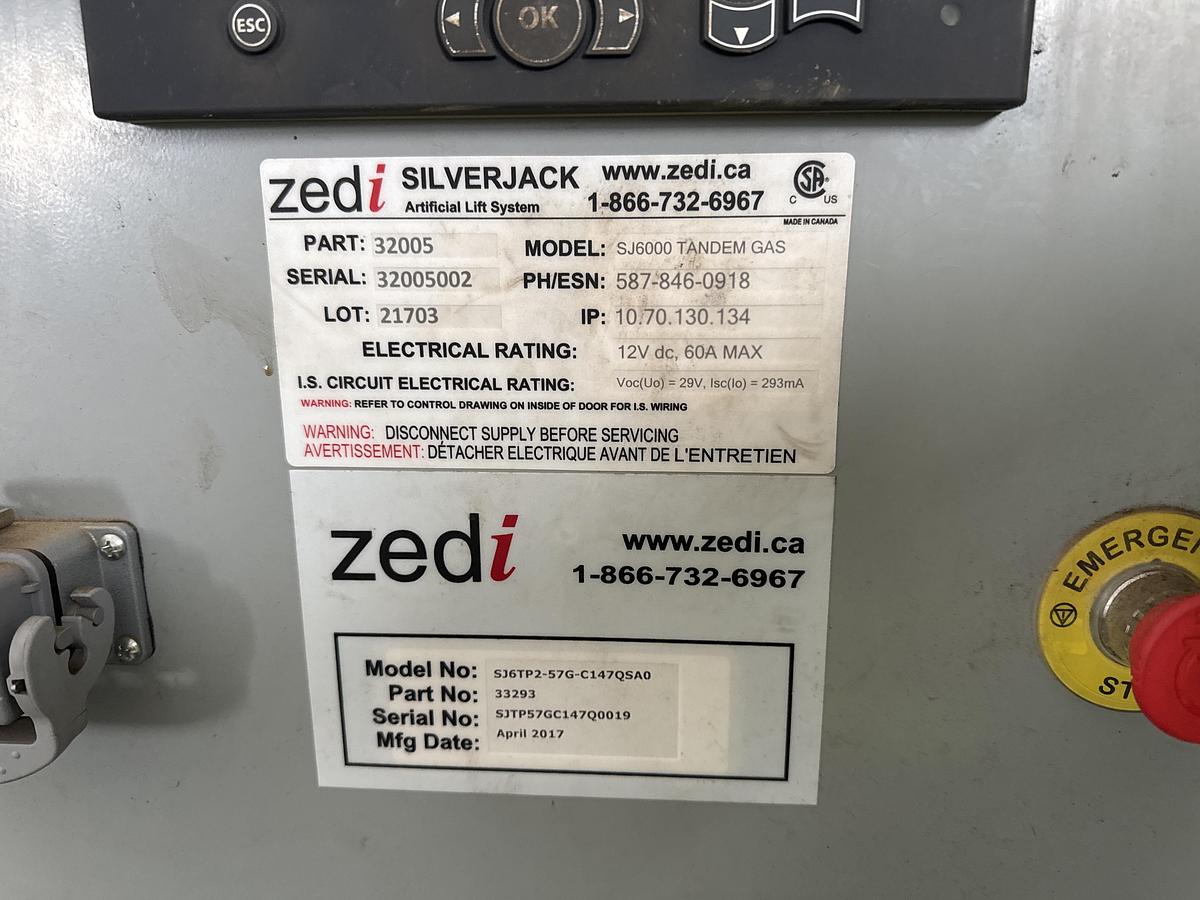 ESC
OK
zedi SILVERJACK www.zedi.ca
Artificial Lift System 1-866-732-6967
SA
C US
MADE IN CANADA
PART: 32005 MODEL: SJ6000 TANDEM GAS
SERIAL: 32005002 PH/ESN: 587-846-0918
LOT: 21703 IP: 10.70.130.134
ELECTRICAL RATING: 12V dc, 60A MAX
I.S. CIRCUIT ELECTRICAL RATING: Voc(Uo) = 29V, Isc(Io) = 293mA
WARNING: REFER TO CONTROL DRAWING ON INSIDE OF DOOR FOR I.S. WIRING
WARNING: DISCONNECT SUPPLY BEFORE SERVICING
AVERTISSEMENT: DÉTACHER ELECTRIQUE AVANT DE L'ENTRETIEN
zedi www.zedi.ca
1-866-732-6967
Model No: SJ6TP2-57G-C147QSA0
Part No: 33293
Serial No: SJTP57GC147Q0019
Mfg Date: April 2017
EMERGEN
ST